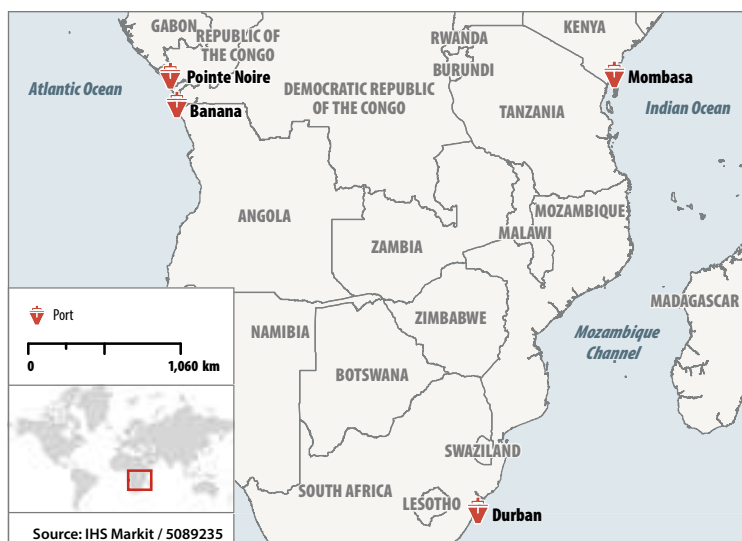 GABON
REPUBLIC OF
THE CONGO
RWANDA
KENYA
BURUNDI
Pointe Noire
Mombasa
Atlantic Ocean
DEMOCRATIC REPUBLIC
OF THE CONGO
Banana
TANZANIA
Indian Ocean
ANGOLA
MOZAMBIQUE
MALAWI
ZAMBIA
MADAGASCAR
Port
NAMIBIA
ZIMBABWE
Mozambique
Channel
0
1,060 km
BOTSWANA
SWAZILAND
SOUTH AFRICA
LESOTHO
Durban
Source: IHS Markit / 5089235